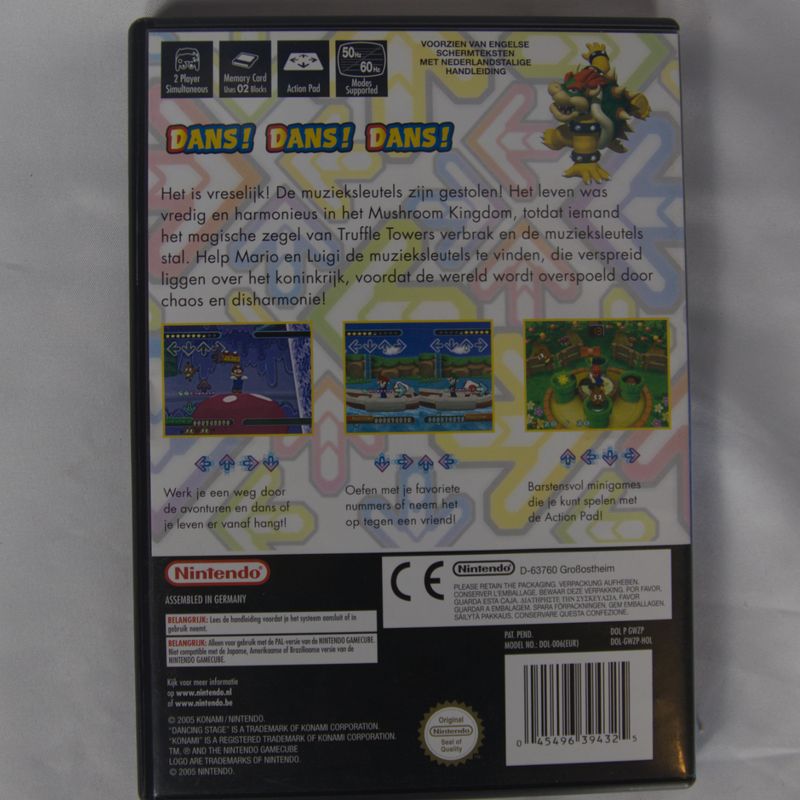 2 Player
Simultaneous
Memory Card
Uses 02 Blocks
Action Pad
50Hz
60Hz
Modes
Supported
VOORZIEN VAN ENGELSE
SCHERMTEKSTEN
MET NEDERLANDSTALIGE
HANDLEIDING
DANS! DANS! DANS!
Het is vreselijk! De muzieksleutels zijn gestolen! Het leven was
vredig en harmonieus in het Mushroom Kingdom, totdat iemand
het magische zegel van Truffle Towers verbrak en de muzieksleutels
stal. Help Mario en Luigi de muzieksleutels te vinden, die verspreid
liggen over het koninkrijk, voordat de wereld wordt overspoeld door
chaos en disharmonie!
Werk je een weg door
de avonturen en dans of
je leven er vanaf hangt!
Oefen met je favoriete
nummers of neem het
op tegen een vriend!
Barstensvol minigames
die je kunt spelen met
de Action Pad!
Nintendo
ASSEMBLED IN GERMANY
BELANGRIJK: Lees de handleiding voordat je het systeem aansluit of in
gebruik neemt.
BELANGRIJK: Alleen voor gebruik met de PAL-versie van de NINTENDO GAMECUBE.
Niet compatibel met de Japanse, Amerikaanse of Braziliaanse versie van de
NINTENDO GAMECUBE.
Kijk voor meer informatie
op www.nintendo.nl
of www.nintendo.be
© 2005 KONAMI / NINTENDO.
"DANCING STAGE" IS A TRADEMARK OF KONAMI CORPORATION.
"KONAMI" IS A REGISTERED TRADEMARK OF KONAMI CORPORATION.
TM, ® AND THE NINTENDO GAMECUBE
LOGO ARE TRADEMARKS OF NINTENDO.
© 2005 NINTENDO.
CE
Nintendo D-63760 Großostheim
PLEASE RETAIN THE PACKAGING. VERPACKUNG AUFHEBEN.
CONSERVER L'EMBALLAGE. BEWAAR DEZE VERPAKKING. POR FAVOR,
GUARDA ESTA CAJA. ΔΙΑΤΗΡΗΣΤΕ ΤΗΝ ΣΥΣΚΕΥΑΣΙΑ. FAVOR
GUARDAR A EMBALAGEM. SPARA FÖRPACKNINGEN. GEM EMBALLAGEN.
SÄILYTÄ PAKKAUS. CONSERVARE QUESTA CONFEZIONE.
PAT. PEND.
MODEL NO.: DOL-006(EUR)
DOL P GWZP
DOL-GWZP-HOL
Original
Nintendo
Seal of
Quality
0 45496 39432 5